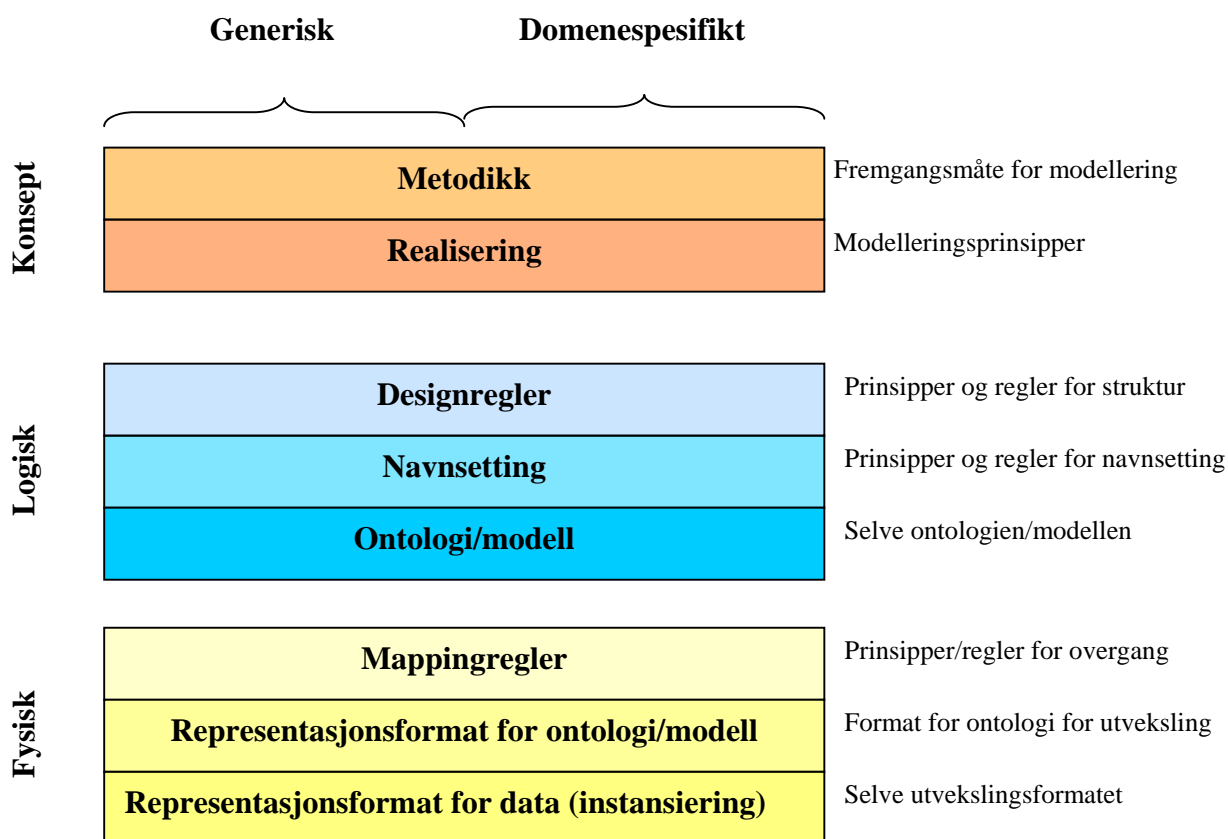 Generisk Domenespesifikt
Konsept
Metodikk Fremgangsmåte for modellering
Realisering Modelleringsprinsipper
Logisk
Designregler Prinsipper og regler for struktur
Navnsetting Prinsipper og regler for navnsetting
Ontologi/modell Selve ontologien/modellen
Fysisk
Mappingregler Prinsipper/regler for overgang
Representasjonsformat for ontologi/modell Format for ontologi for utveksling
Representasjonsformat for data (instansiering) Selve utvekslingsformatet